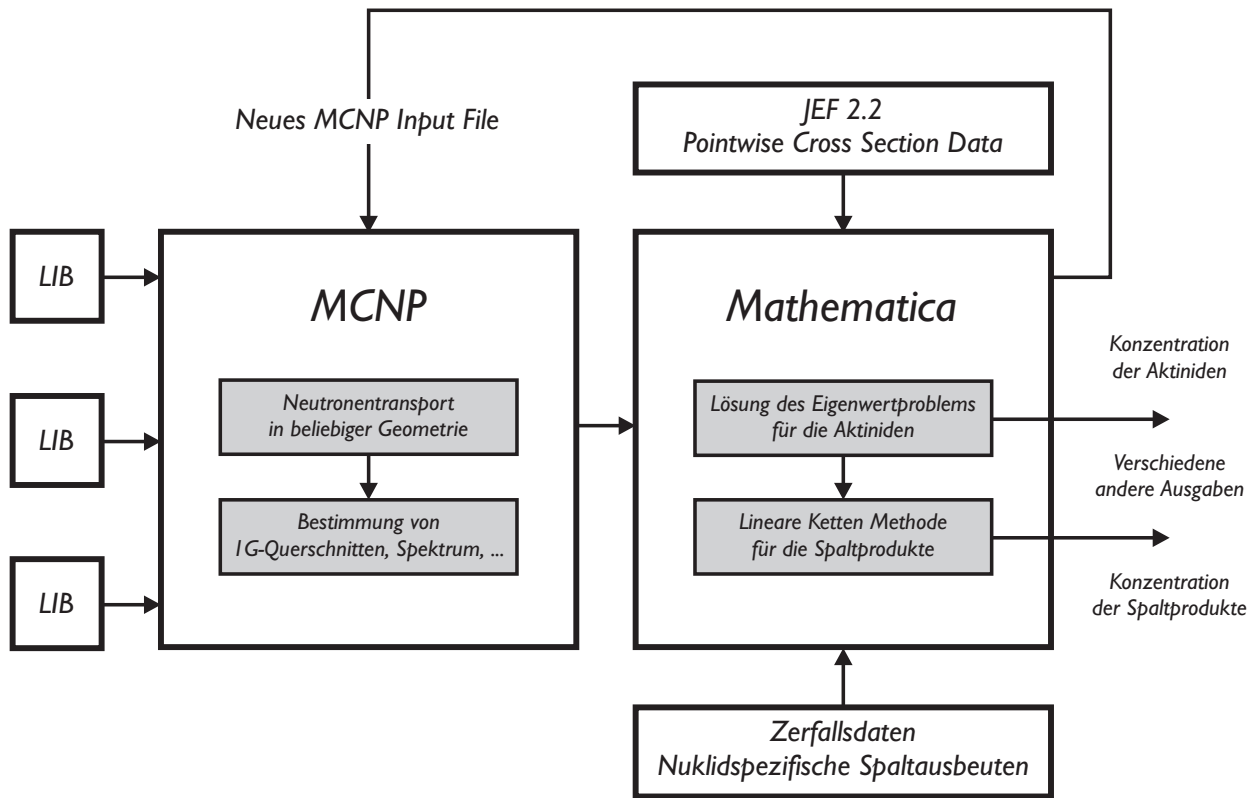 Neues MCNP Input File
JEF 2.2
Pointwise Cross Section Data
LIB
LIB
LIB
MCNP
Neutronentransport
in beliebiger Geometrie
Bestimmung von
1G-Querschnitten, Spektrum, ...
Mathematica
Lösung des Eigenwertproblems
für die Aktiniden
Lineare Ketten Methode
für die Spaltprodukte
Konzentration
der Aktiniden
Verschiedene
andere Ausgaben
Konzentration
der Spaltprodukte
Zerfallsdaten
Nuklidspezifische Spaltausbeuten